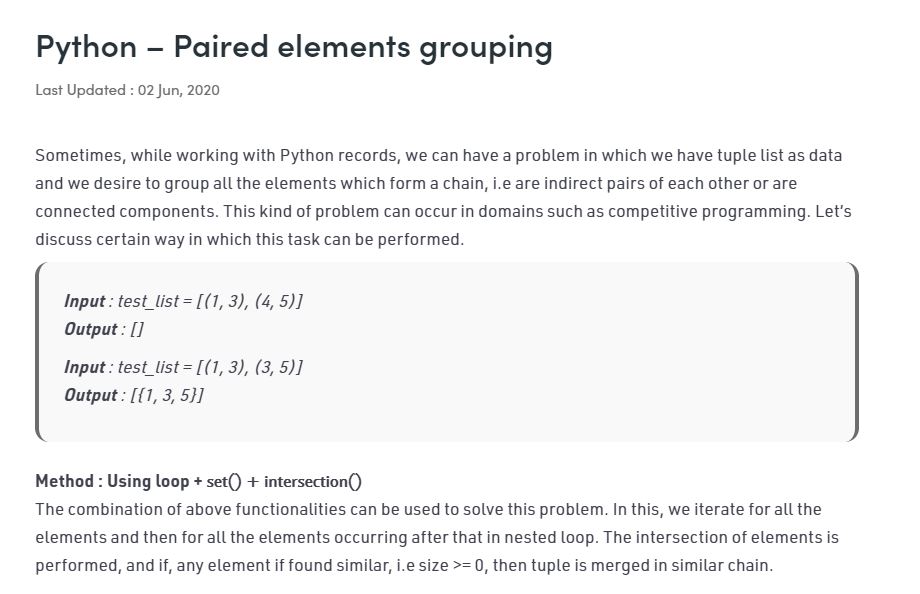 Python – Paired elements grouping
Last Updated : 02 Jun, 2020
Sometimes, while working with Python records, we can have a problem in which we have tuple list as data
and we desire to group all the elements which form a chain, i.e are indirect pairs of each other or are
connected components. This kind of problem can occur in domains such as competitive programming. Let’s
discuss certain way in which this task can be performed.
Input : test_list = [(1, 3), (4, 5)]
Output : []
Input : test_list = [(1, 3), (3, 5)]
Output : [{1, 3, 5}]
Method : Using loop + set() + intersection()
The combination of above functionalities can be used to solve this problem. In this, we iterate for all the
elements and then for all the elements occurring after that in nested loop. The intersection of elements is
performed, and if, any element if found similar, i.e size >= 0, then tuple is merged in similar chain.